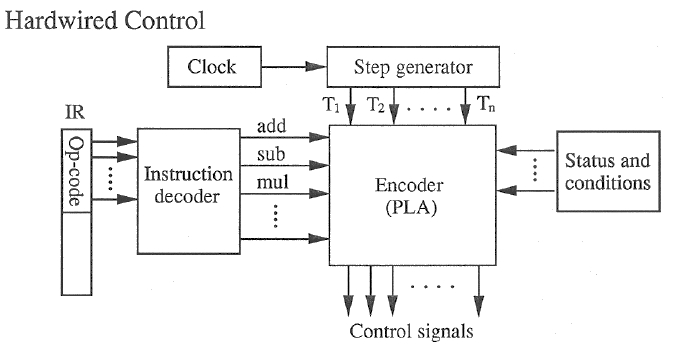 Hardwired Control
Clock
Step generator
T1 T2 . . . . Tn
IR
Op-code
Instruction
decoder
add
sub
mul
Encoder
(PLA)
Status and
conditions
Control signals